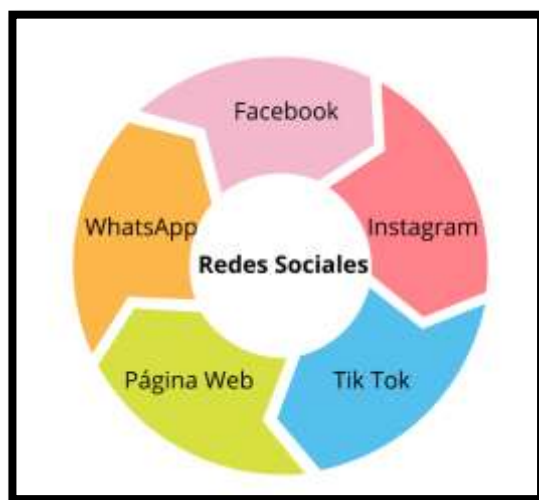 Facebook
WhatsApp
Instagram
Redes Sociales
Página Web
Tik Tok